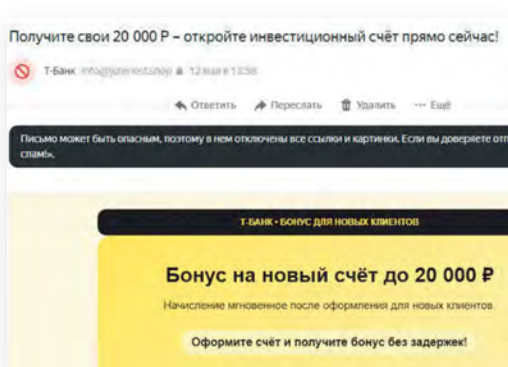 Получите свои 20 000 Р – откройте инвестиционный счёт прямо сейчас!
Т-Банк 12 мая в 13:58
Ответить Переслать Удалить Ещё
Письмо может быть опасным, поэтому в нем отключены все ссылки и картинки. Если вы доверяете отп
спам!».
Т-БАНК • БОНУС ДЛЯ НОВЫХ КЛИЕНТОВ
Бонус на новый счёт до 20 000 ₽
Начисление мгновенное после оформления для новых клиентов.
Оформите счёт и получите бонус без задержек!